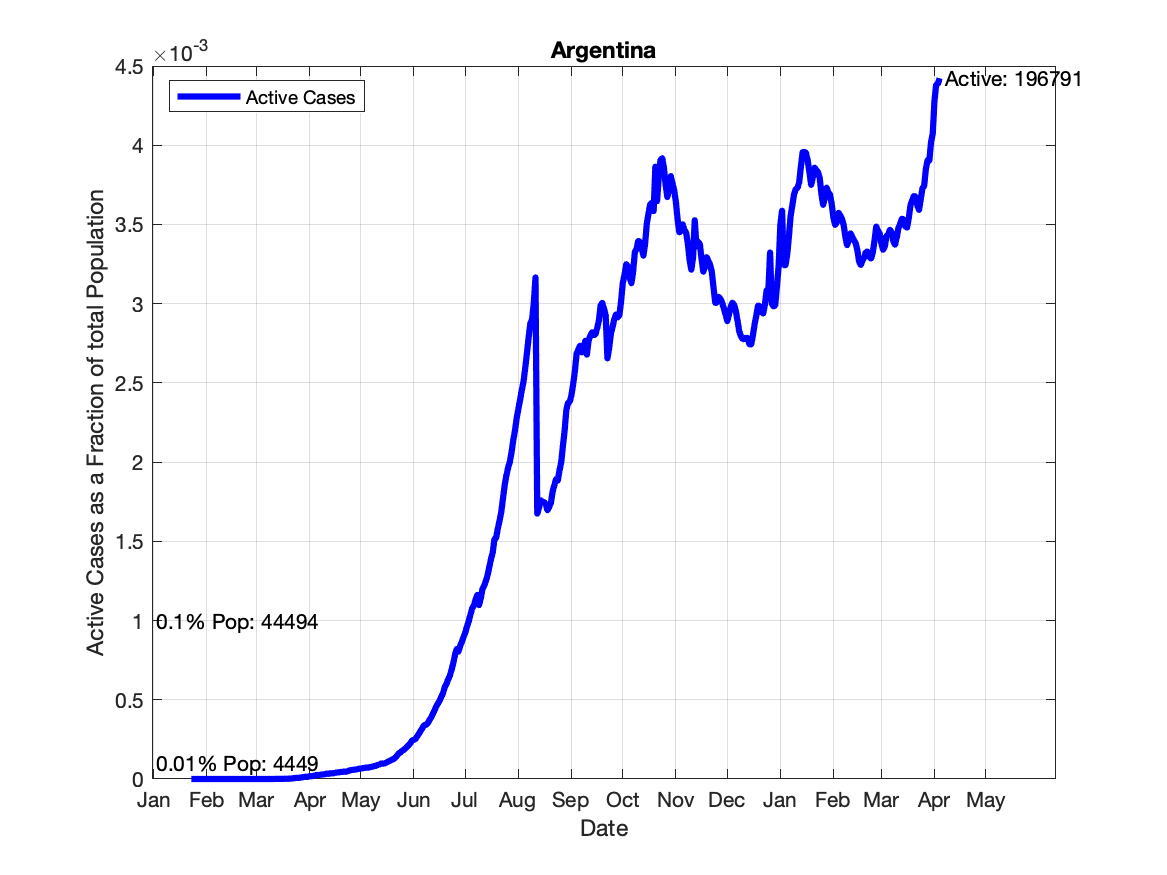 Argentina
×10-3
4.5
4
3.5
3
2.5
2
1.5
1
0.5
0
Active Cases as a Fraction of total Population
Active Cases
Active: 196791
0.1% Pop: 44494
0.01% Pop: 4449
Jan Feb Mar Apr May Jun Jul Aug Sep Oct Nov Dec Jan Feb Mar Apr May
Date